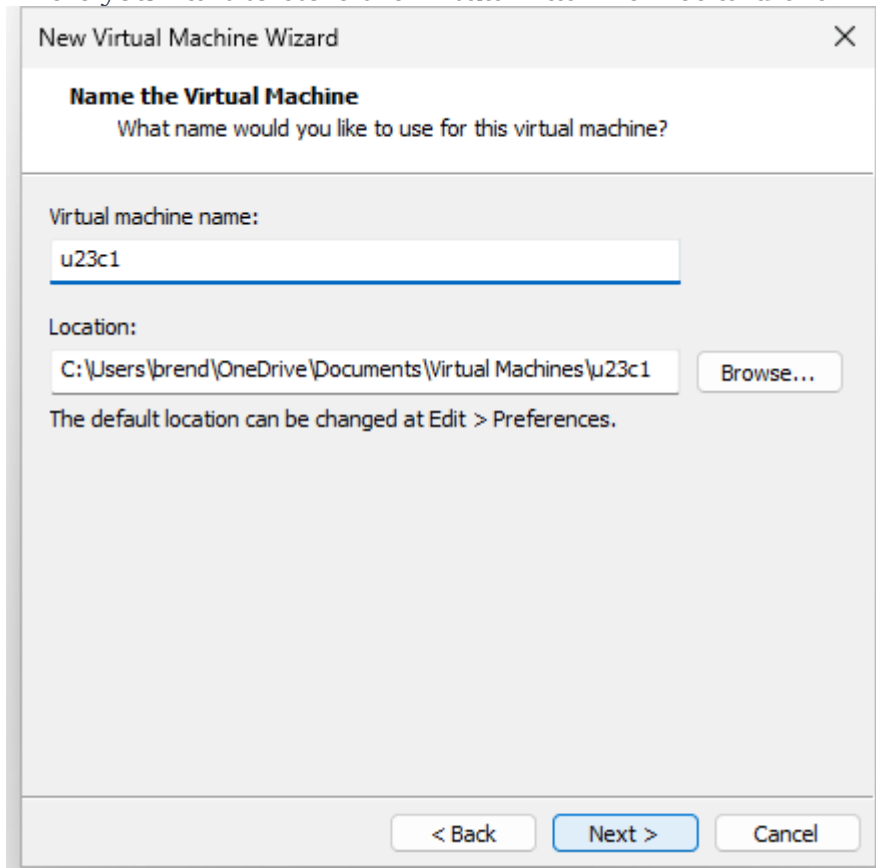 New Virtual Machine Wizard
Name the Virtual Machine
What name would you like to use for this virtual machine?
Virtual machine name:
u23c1
Location:
C:\Users\brend\OneDrive\Documents\Virtual Machines\u23c1
Browse...
The default location can be changed at Edit > Preferences.
< Back
Next >
Cancel